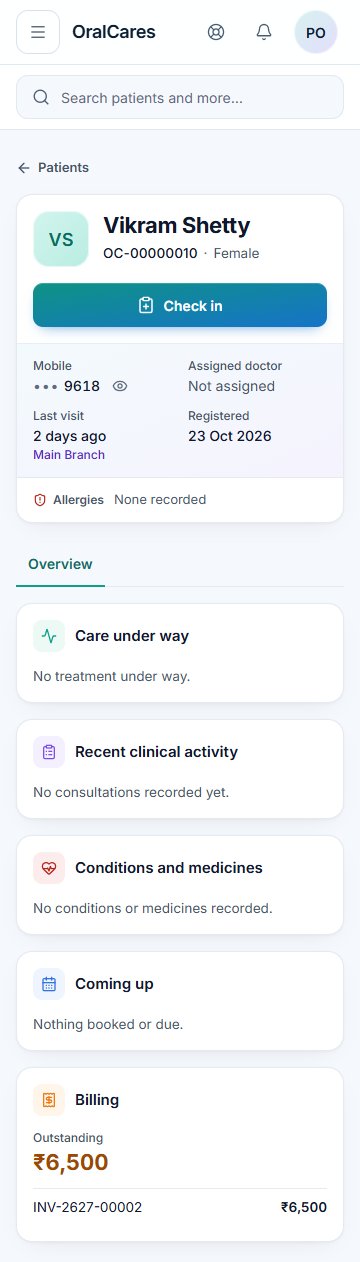 OralCares
PO
Search patients and more...
Patients
VS
Vikram Shetty
OC-00000010 · Female
Check in
Mobile
Assigned doctor
••• 9618
Not assigned
Last visit
Registered
2 days ago
23 Oct 2026
Main Branch
Allergies None recorded
Overview
Care under way
No treatment under way.
Recent clinical activity
No consultations recorded yet.
Conditions and medicines
No conditions or medicines recorded.
Coming up
Nothing booked or due.
Billing
Outstanding
₹6,500
INV-2627-00002 ₹6,500